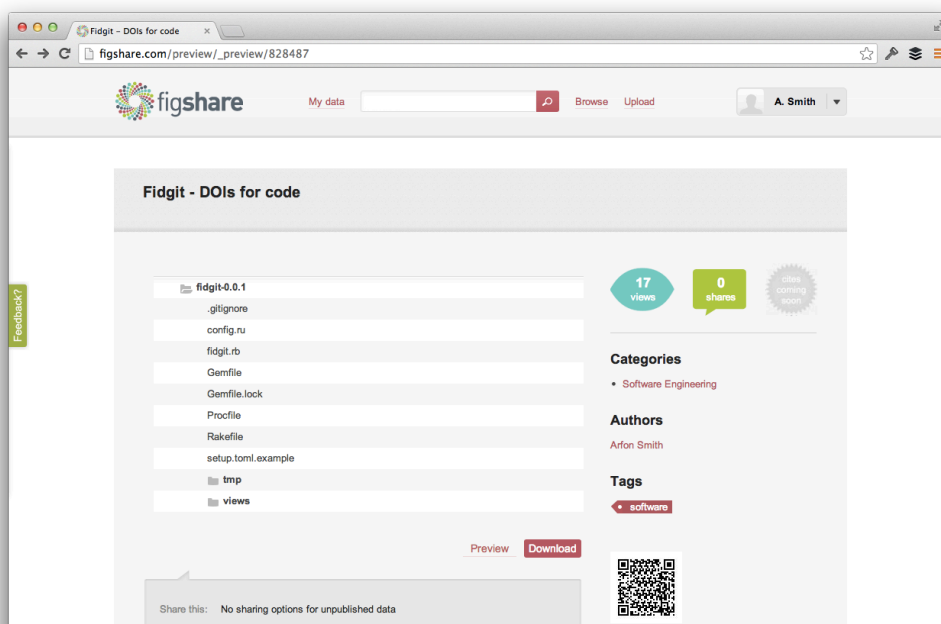 Fidgit – DOIs for code
figshare.com/preview/_preview/828487
figshare
My data
Browse
Upload
A. Smith
Fidgit - DOIs for code
Feedback?
fidgit-0.0.1
.gitignore
config.ru
fidgit.rb
Gemfile
Gemfile.lock
Procfile
Rakefile
setup.toml.example
tmp
views
Preview
Download
Share this: No sharing options for unpublished data
17
views
0
shares
cites
coming
soon
Categories
Software Engineering
Authors
Arfon Smith
Tags
software